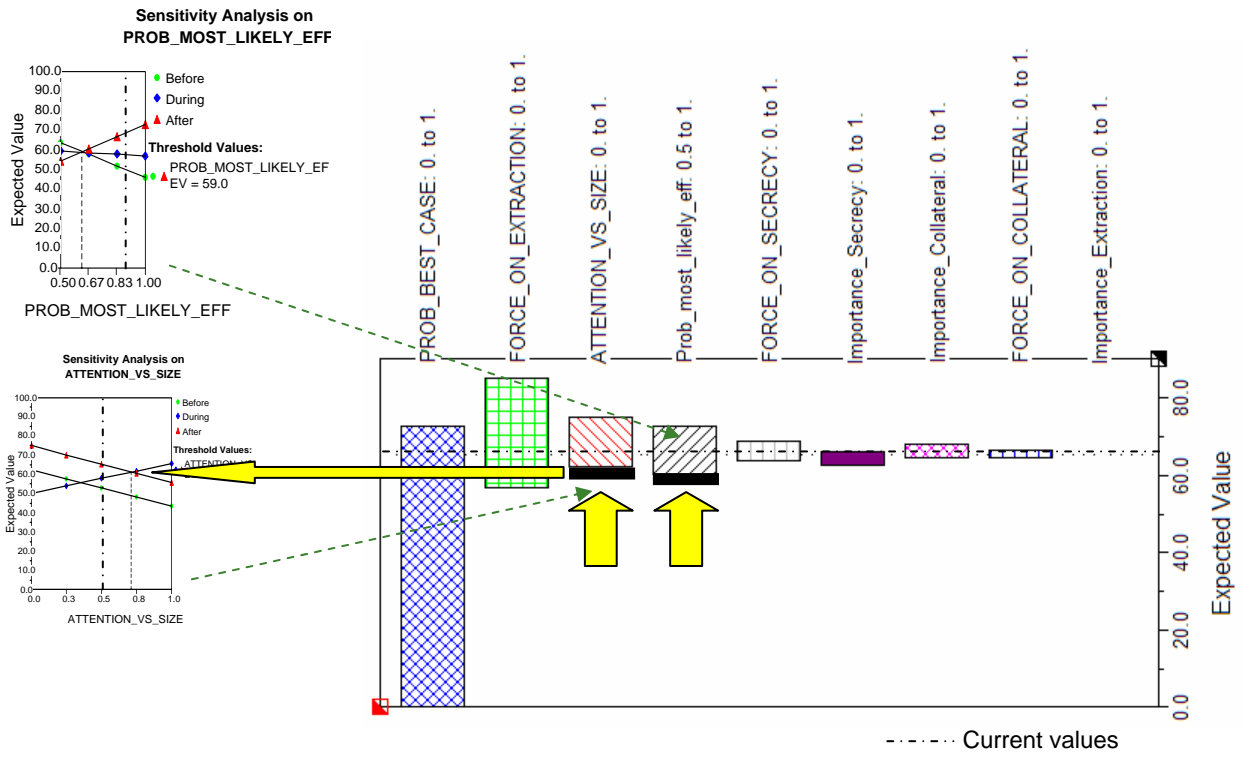 Sensitivity Analysis on
PROB_MOST_LIKELY_EFF
100.0
90.0
80.0
70.0
60.0
50.0
40.0
30.0
20.0
10.0
0.0
Expected Value
Before
During
After
Threshold Values:
PROB_MOST_LIKELY_EF
EV = 59.0
0.50 0.67 0.83 1.00
PROB_MOST_LIKELY_EFF
Sensitivity Analysis on
ATTENTION_VS_SIZE
100.0
90.0
80.0
70.0
60.0
50.0
40.0
30.0
20.0
10.0
0.0
Expected Value
Before
During
After
Threshold Values:
0.0 0.3 0.5 0.8 1.0
ATTENTION_VS_SIZE
PROB_BEST_CASE: 0. to 1.
FORCE_ON_EXTRACTION: 0. to 1.
ATTENTION_VS_SIZE: 0. to 1.
Prob_most_likely_eff: 0.5 to 1.
FORCE_ON_SECRECY: 0. to 1.
Importance_Secrecy: 0. to 1.
Importance_Collateral: 0. to 1.
FORCE_ON_COLLATERAL: 0. to 1.
Importance_Extraction: 0. to 1.
80.0
60.0
40.0
20.0
0.0
Expected Value
Current values